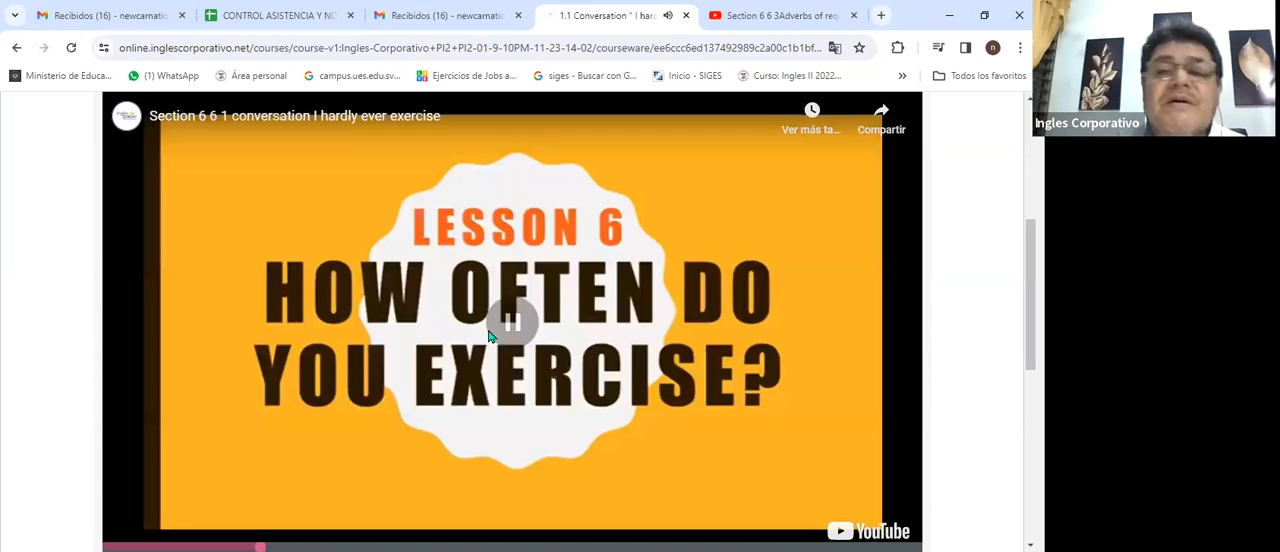 Recibidos (16) - newcarnatio
CONTROL ASISTENCIA Y NO
Recibidos (16) - newcarnatio
1.1 Conversation " I hard
Section 6 6 3Adverbs of req
online.inglescorporativo.net/courses/course-v1:Ingles-Corporativo+PI2+PI2-01-9-10PM-11-23-14-02/courseware/ee6ccc6ed137492989c2a00c1b1bf...
n
Ministerio de Educa...
(1) WhatsApp
Área personal
campus.ues.edu.sv...
Ejercicios de Jobs a...
siges - Buscar con G...
Inicio - SIGES
Curso: Ingles II 2022...
»
Todos los favoritos
Section 6 6 1 conversation I hardly ever exercise
Ver más ta...
Compartir
LESSON 6
HOW OFTEN DO
YOU EXERCISE?
YouTube
Ingles Corporativo